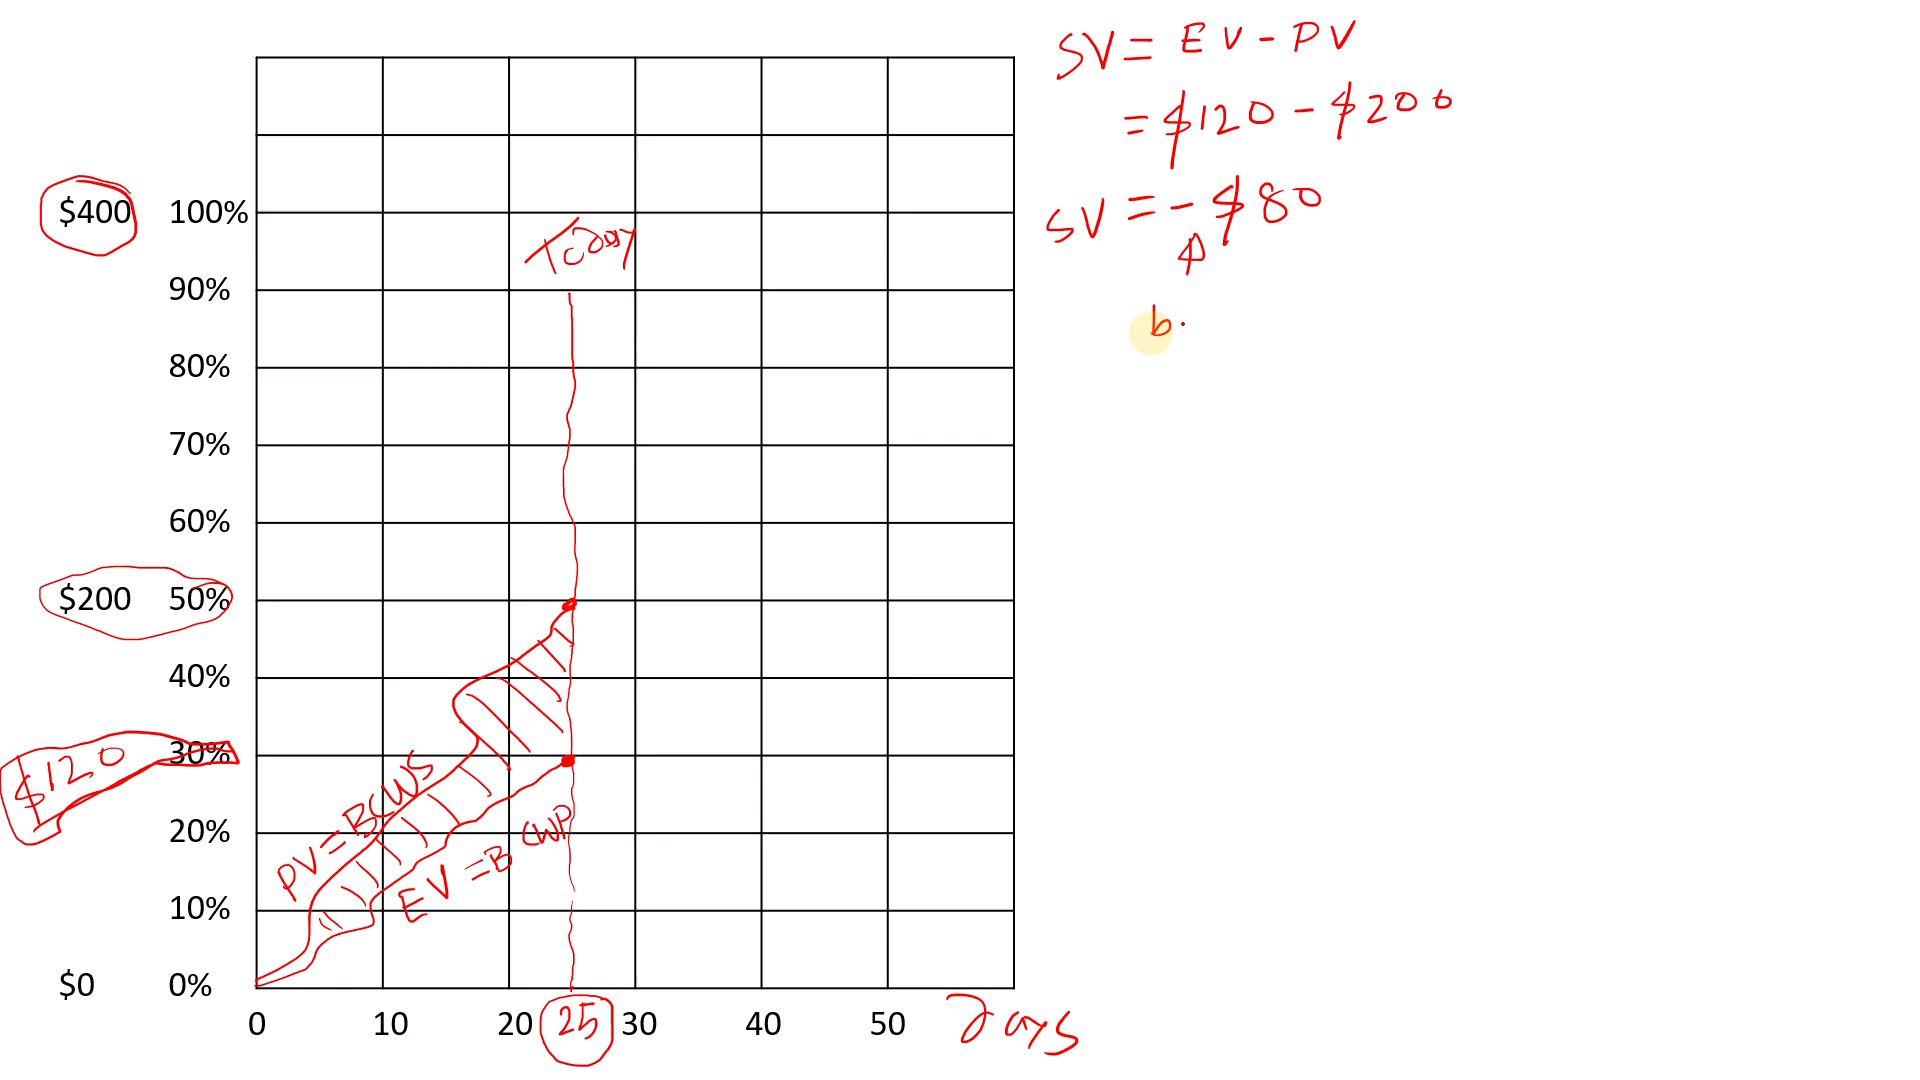 SV = EV - PV
= $120 - $200
SV = - $80
b.
$400 100%
Today
90%
80%
70%
60%
$200 50%
40%
$120 30%
PV = BCWS
20%
EV = BCWP
10%
$0 0%
0 10 20 25 30 40 50 Days